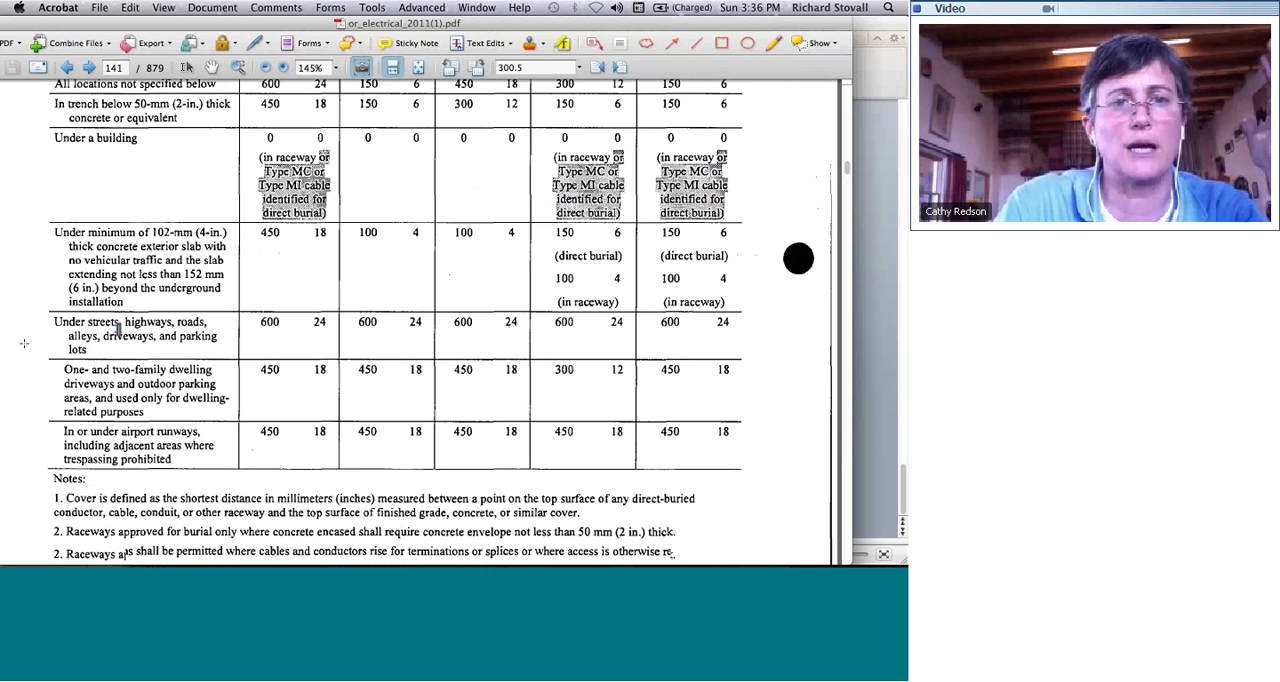 Acrobat File Edit View Window Document Comments Forms Tools Advanced Window Help (Charged) Sun 3:36 PM Richard Stovall
or_electrical_2011(1).pdf
PDF Combine Files Export Forms Sticky Note Text Edits Show
141 / 879 145% 300.5
All locations not specified below 600 24 150 6 450 18 300 12 150 6
In trench below 50-mm (2-in.) thick 450 18 150 6 300 12 150 6 150 6
concrete or equivalent
Under a building 0 0 0 0 0 0 0 0 0 0
(in raceway or (in raceway or (in raceway or
Type MC or Type MC or Type MC or
Type MI cable Type MI cable Type MI cable
identified for identified for identified for
direct burial) direct burial) direct burial)
Under minimum of 102-mm (4-in.) 450 18 100 4 100 4 150 6 150 6
thick concrete exterior slab with
no vehicular traffic and the slab (direct burial) (direct burial)
extending not less than 152 mm 100 4 100 4
(6 in.) beyond the underground
installation (in raceway) (in raceway)
Under streets, highways, roads, 600 24 600 24 600 24 600 24 600 24
alleys, driveways, and parking
lots
One- and two-family dwelling 450 18 450 18 450 18 300 12 450 18
driveways and outdoor parking
areas, and used only for dwelling-
related purposes
In or under airport runways, 450 18 450 18 450 18 450 18 450 18
including adjacent areas where
trespassing prohibited
Notes:
1. Cover is defined as the shortest distance in millimeters (inches) measured between a point on the top surface of any direct-buried
conductor, cable, conduit, or other raceway and the top surface of finished grade, concrete, or similar cover.
2. Raceways approved for burial only where concrete encased shall require concrete envelope not less than 50 mm (2 in.) thick.
2. Raceways shall be permitted where cables and conductors rise for terminations or splices or where access is otherwise
Video
Cathy Redson